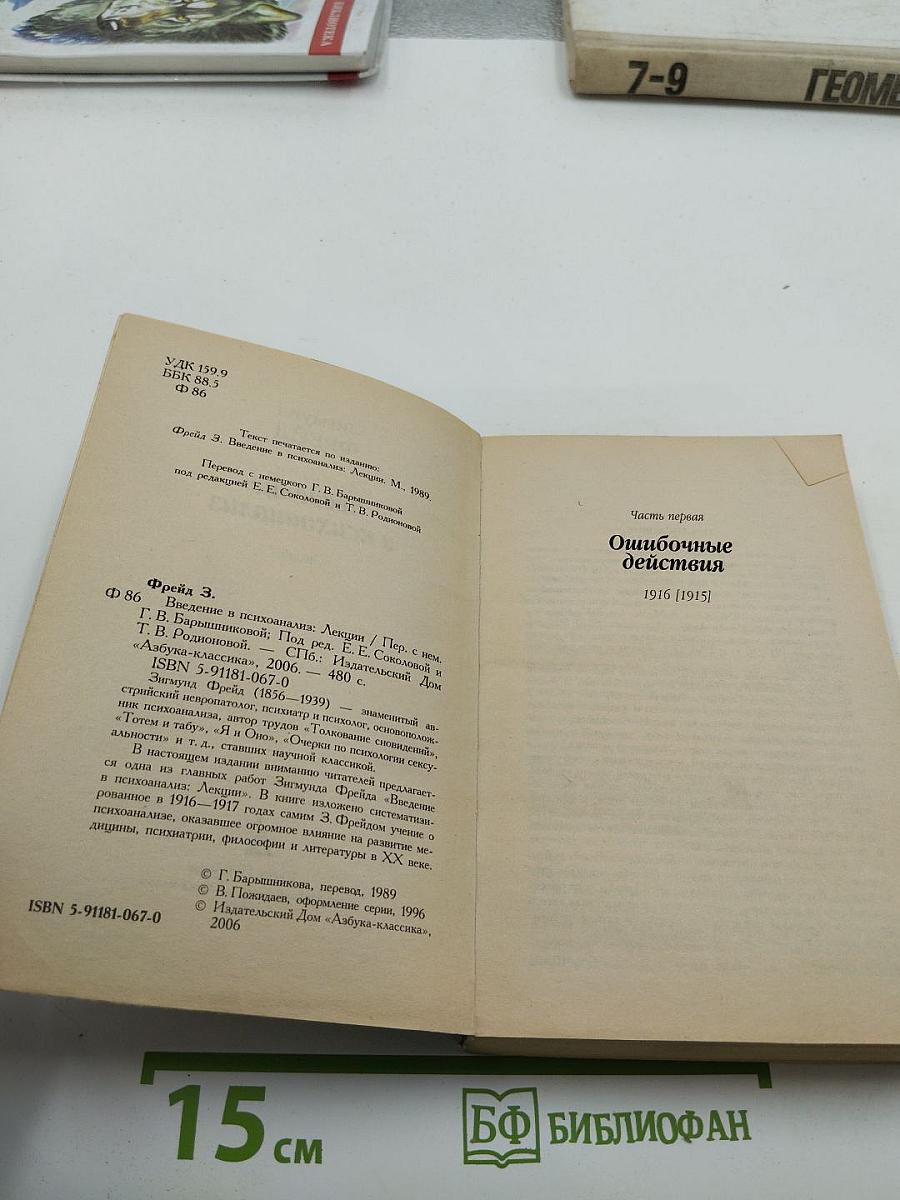 БИБЛИОТЕКА
7-9
ГЕОМЕ
УДК 159.9
ББК 88.5
Ф 86
Текст печатается по изданию:
Фрейд З. Введение в психоанализ: Лекции. М., 1989.
Перевод с немецкого Г. В. Барышниковой
под редакцией Е. Е. Соколовой и Т. В. Родионовой
Фрейд З.
Ф 86 Введение в психоанализ: Лекции / Пер. с нем.
Г. В. Барышниковой; Под ред. Е. Е. Соколовой и
Т. В. Родионовой. — СПб.: Издательский Дом
«Азбука-классика», 2006. — 480 с.
ISBN 5-91181-067-0
Зигмунд Фрейд (1856—1939) — знаменитый ав-
стрийский невропатолог, психиатр и психолог, основополож-
ник психоанализа, автор трудов «Толкование сновидений»,
«Тотем и табу», «Я и Оно», «Очерки по психологии сексу-
альности» и т. д., ставших научной классикой.
В настоящем издании вниманию читателей предлагает-
ся одна из главных работ Зигмунда Фрейда «Введение
в психоанализ: Лекции». В книге изложено системати­зи-
рованное в 1916—1917 годах самим З. Фрейдом учение о
психоанализе, оказавшее огромное влияние на развитие ме-
дицины, психиатрии, философии и литературы в XX веке.
© Г. Барышникова, перевод, 1989
© В. Пожидаев, оформление серии, 1996
© Издательский Дом «Азбука-классика»,
2006
ISBN 5-91181-067-0
Часть первая
Ошибочные
действия
1916 [1915]
15 см
БФ БИБЛИОФАН